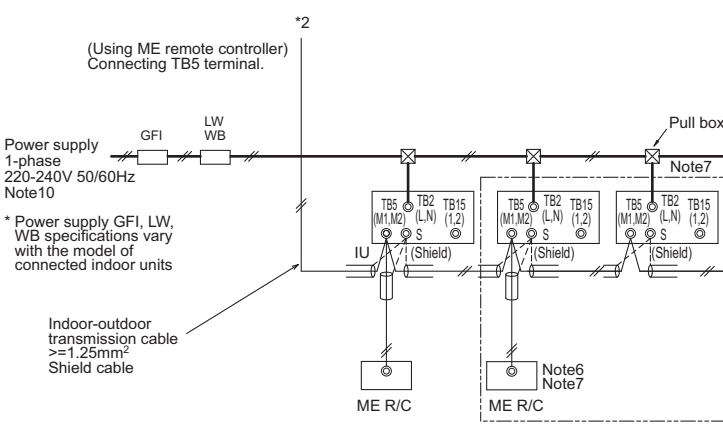 *2
(Using ME remote controller)
Connecting TB5 terminal.
GFI
LW
WB
Power supply
1-phase
220-240V 50/60Hz
Note10
* Power supply GFI, LW,
WB specifications vary
with the model of
connected indoor units
Pull box
Note7
TB5
(M1,M2)
TB2
(L,N)
TB15
(1,2)
S
(Shield)
IU
TB5
(M1,M2)
TB2
(L,N)
TB15
(1,2)
S
(Shield)
TB5
(M1,M2)
TB2
(L,N)
TB15
(1,2)
S
(Shield)
Indoor-outdoor
transmission cable
>=1.25mm²
Shield cable
ME R/C
Note6
Note7
ME R/C